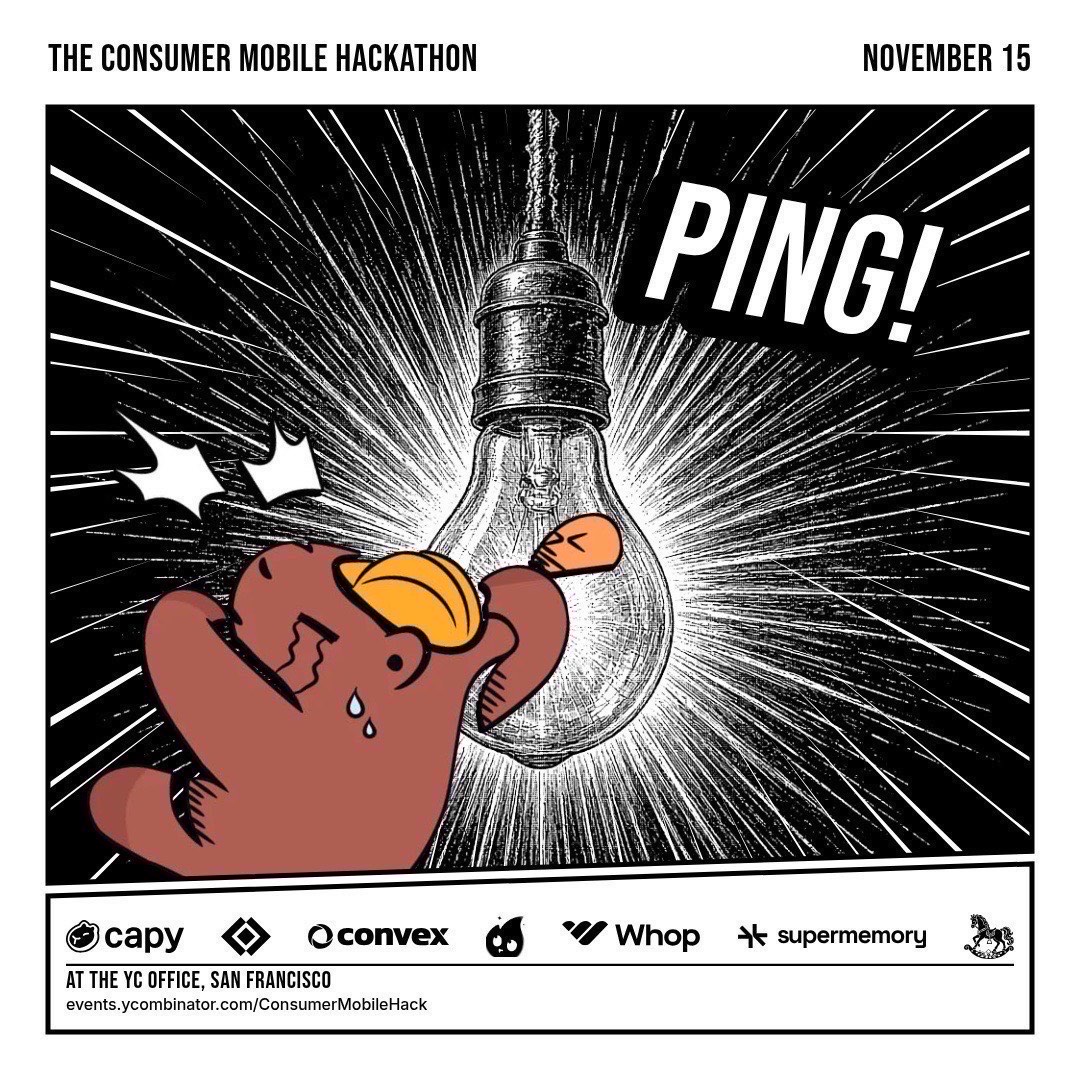 THE CONSUMER MOBILE HACKATHON
NOVEMBER 15
PING!
capy
convex
Whop
supermemory
AT THE YC OFFICE, SAN FRANCISCO
events.ycombinator.com/ConsumerMobileHack